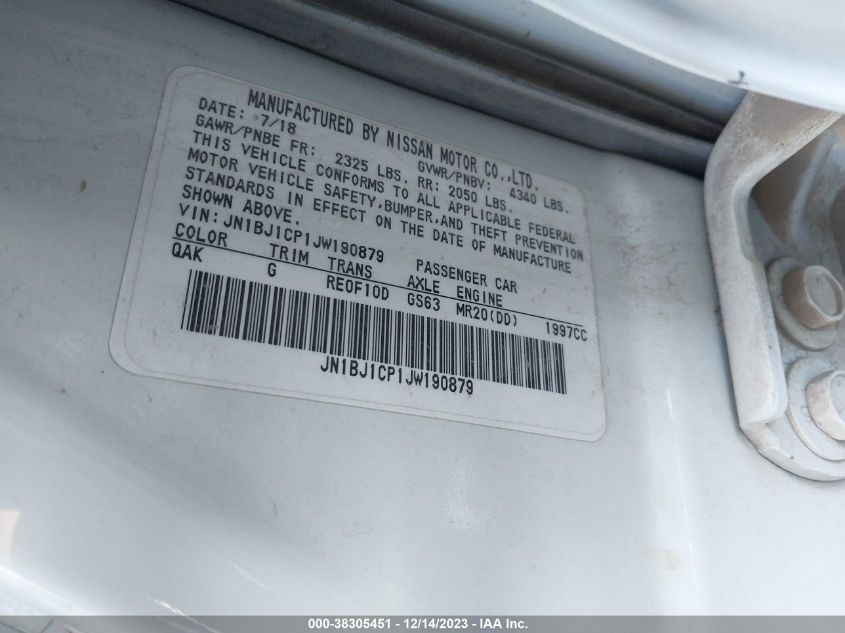 MANUFACTURED BY NISSAN MOTOR CO.,LTD.
DATE: 7/18 GVWR/PNBV: 4340 LBS.
GAWR/PNBE FR: 2325 LBS. RR: 2050 LBS.
THIS VEHICLE CONFORMS TO ALL APPLICABLE FEDERAL
MOTOR VEHICLE SAFETY,BUMPER,AND THEFT PREVENTION
STANDARDS IN EFFECT ON THE DATE OF MANUFACTURE
SHOWN ABOVE.
VIN: JN1BJ1CP1JW190879 PASSENGER CAR
COLOR TRIM TRANS AXLE ENGINE
QAK G RE0F10D GS63 MR20(DD) 1997CC
JN1BJ1CP1JW190879
000-38305451 - 12/14/2023 - IAA Inc.